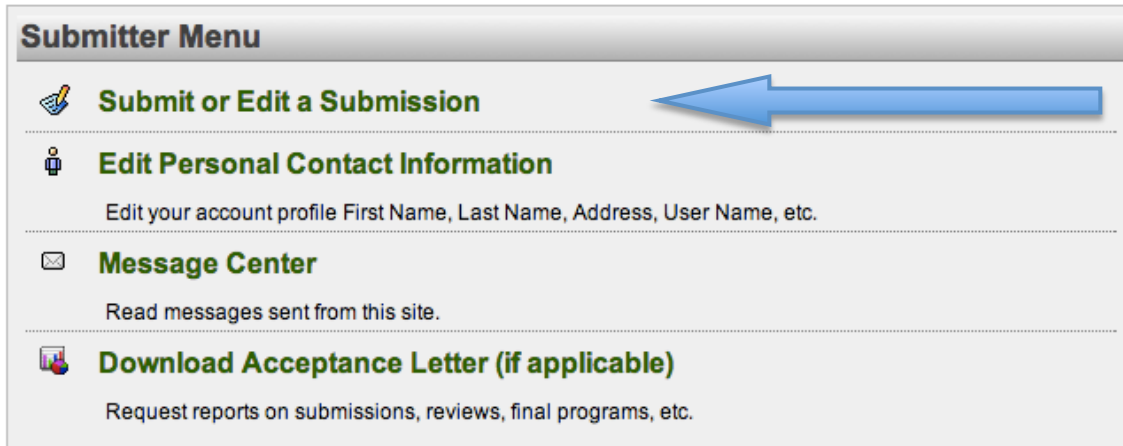 Submitter Menu
Submit or Edit a Submission
Edit Personal Contact Information
Edit your account profile First Name, Last Name, Address, User Name, etc.
Message Center
Read messages sent from this site.
Download Acceptance Letter (if applicable)
Request reports on submissions, reviews, final programs, etc.